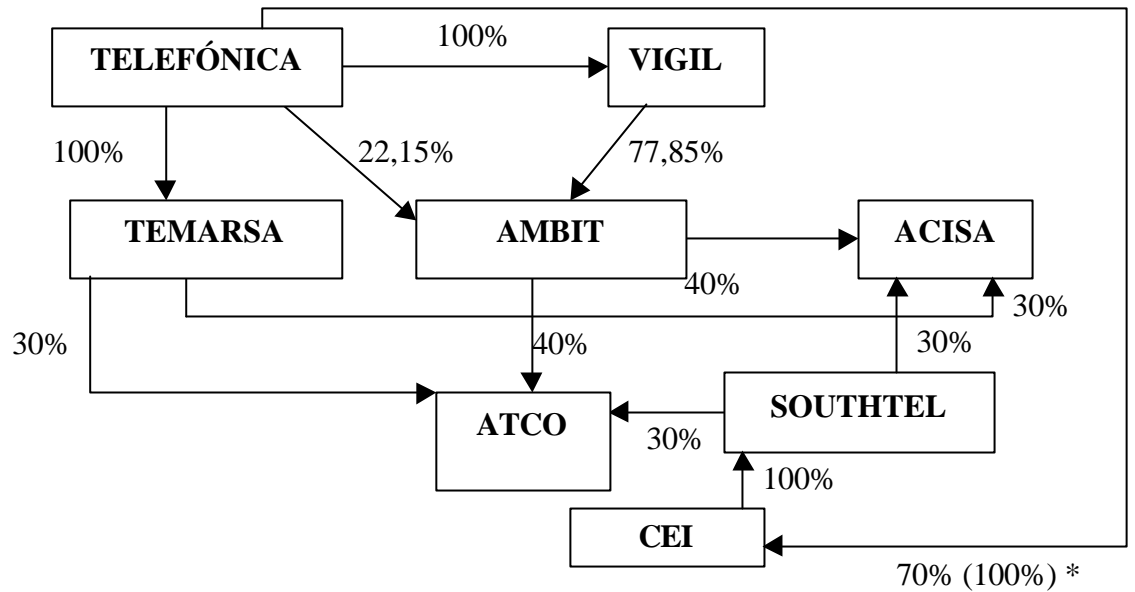 100%
TELEFÓNICA
VIGIL
100%
22,15%
77,85%
TEMARSA
AMBIT
ACISA
40%
30%
30%
40%
30%
SOUTHTEL
ATCO
30%
100%
CEI
70% (100%) *